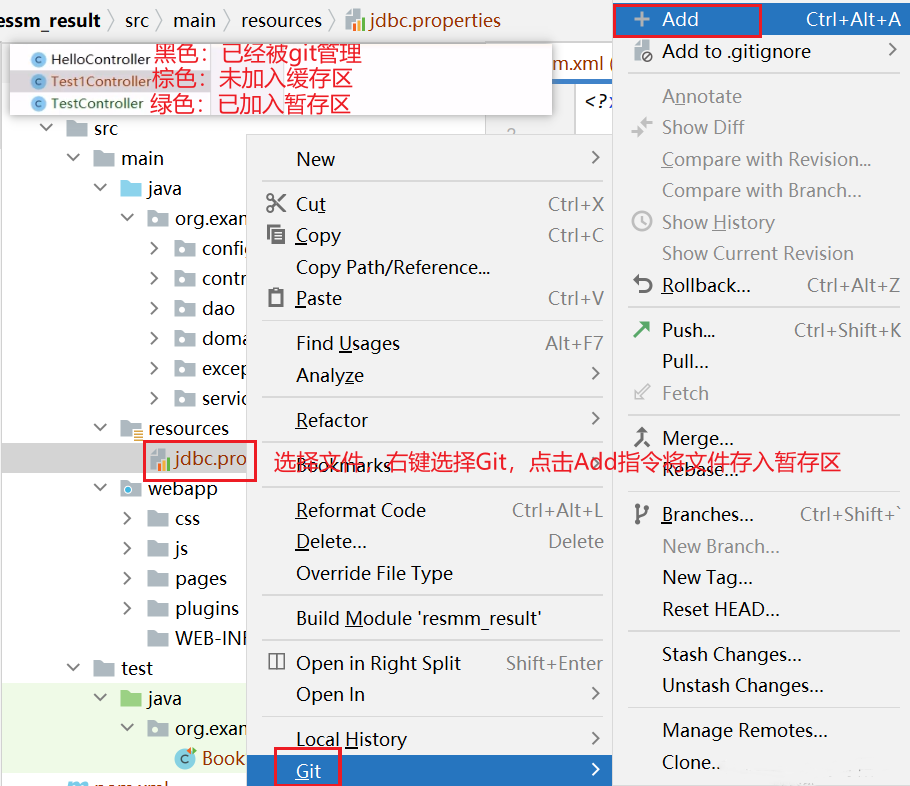 essm_result 〉 src 〉 main 〉 resources 〉 jdbc.properties
HelloController 黑色：已经被git管理
Test1Controller 棕色：未加入缓存区
TestController 绿色：已加入暂存区
m.xml (
<?x
2
src
main
java
org.exan
confi
contr
dao
doma
excep
servic
resources
jdbc.pro
webapp
css
js
pages
plugins
WEB-INF
test
java
org.exan
Book
pom.xml
New
Cut Ctrl+X
Copy Ctrl+C
Copy Path/Reference...
Paste Ctrl+V
Find Usages Alt+F7
Analyze
Refactor
Bookmarks
选择文件，右键选择Git，点击Add指令将文件存入暂存区
Reformat Code Ctrl+Alt+L
Delete... Delete
Override File Type
Build Module 'resmm_result'
Open in Right Split Shift+Enter
Open In
Local History
Git
Add Ctrl+Alt+A
Add to .gitignore
Annotate
Show Diff
Compare with Revision...
Compare with Branch...
Show History
Show Current Revision
Rollback... Ctrl+Alt+Z
Push... Ctrl+Shift+K
Pull...
Fetch
Merge...
Rebase...
Branches... Ctrl+Shift+`
New Branch...
New Tag...
Reset HEAD...
Stash Changes...
Unstash Changes...
Manage Remotes...
Clone..